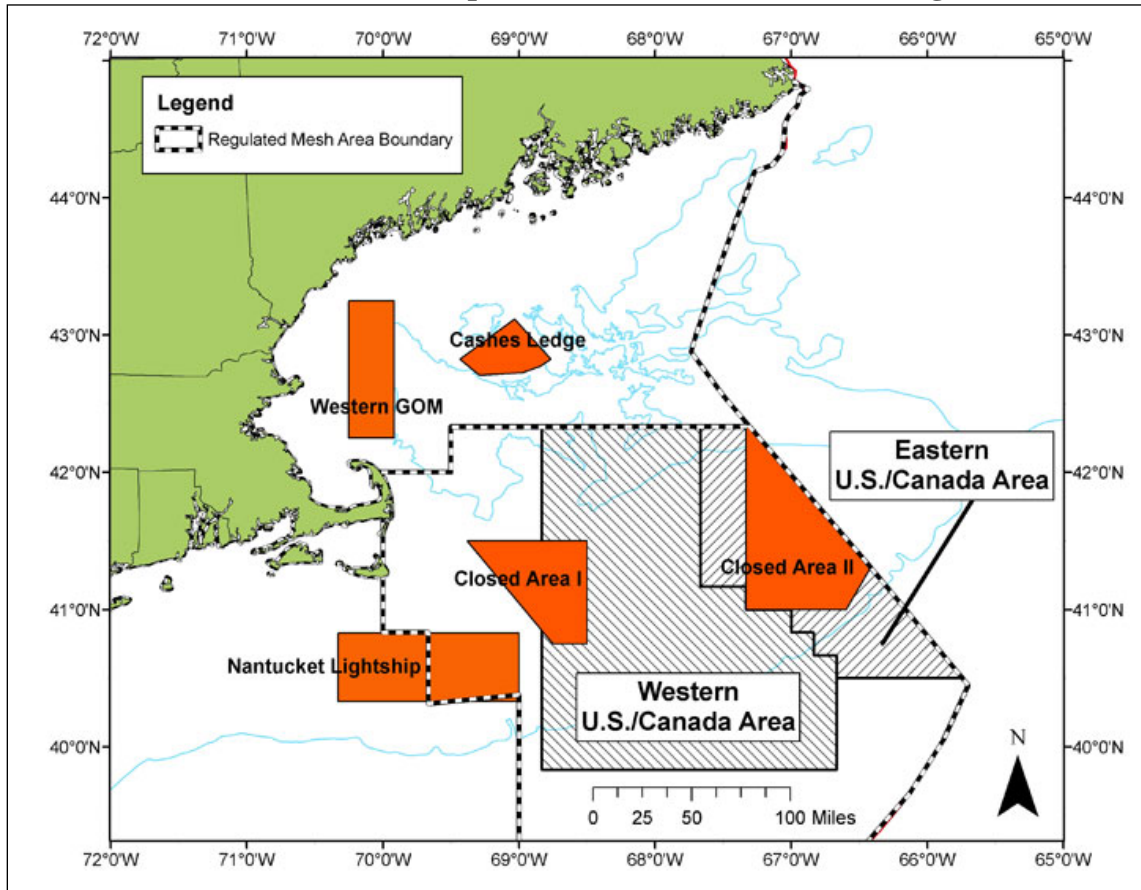 72°0'W 71°0'W 70°0'W 69°0'W 68°0'W 67°0'W 66°0'W 65°0'W
Legend
Regulated Mesh Area Boundary
44°0'N 44°0'N
43°0'N 43°0'N
Cashes Ledge
Western GOM
42°0'N 42°0'N
Eastern
U.S./Canada Area
Closed Area I
Closed Area II
41°0'N 41°0'N
Nantucket Lightship
Western
U.S./Canada Area
40°0'N 40°0'N
N
0 25 50 100 Miles
72°0'W 71°0'W 70°0'W 69°0'W 68°0'W 67°0'W 66°0'W 65°0'W